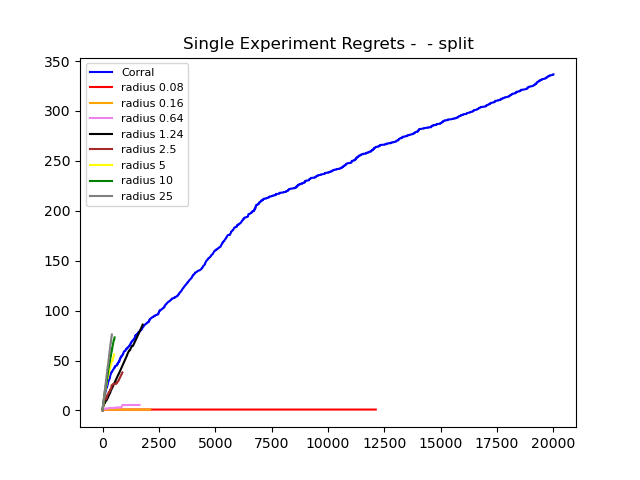 Single Experiment Regrets -  - split
350
300
250
200
150
100
50
0
Corral
radius 0.08
radius 0.16
radius 0.64
radius 1.24
radius 2.5
radius 5
radius 10
radius 25
0 2500 5000 7500 10000 12500 15000 17500 20000